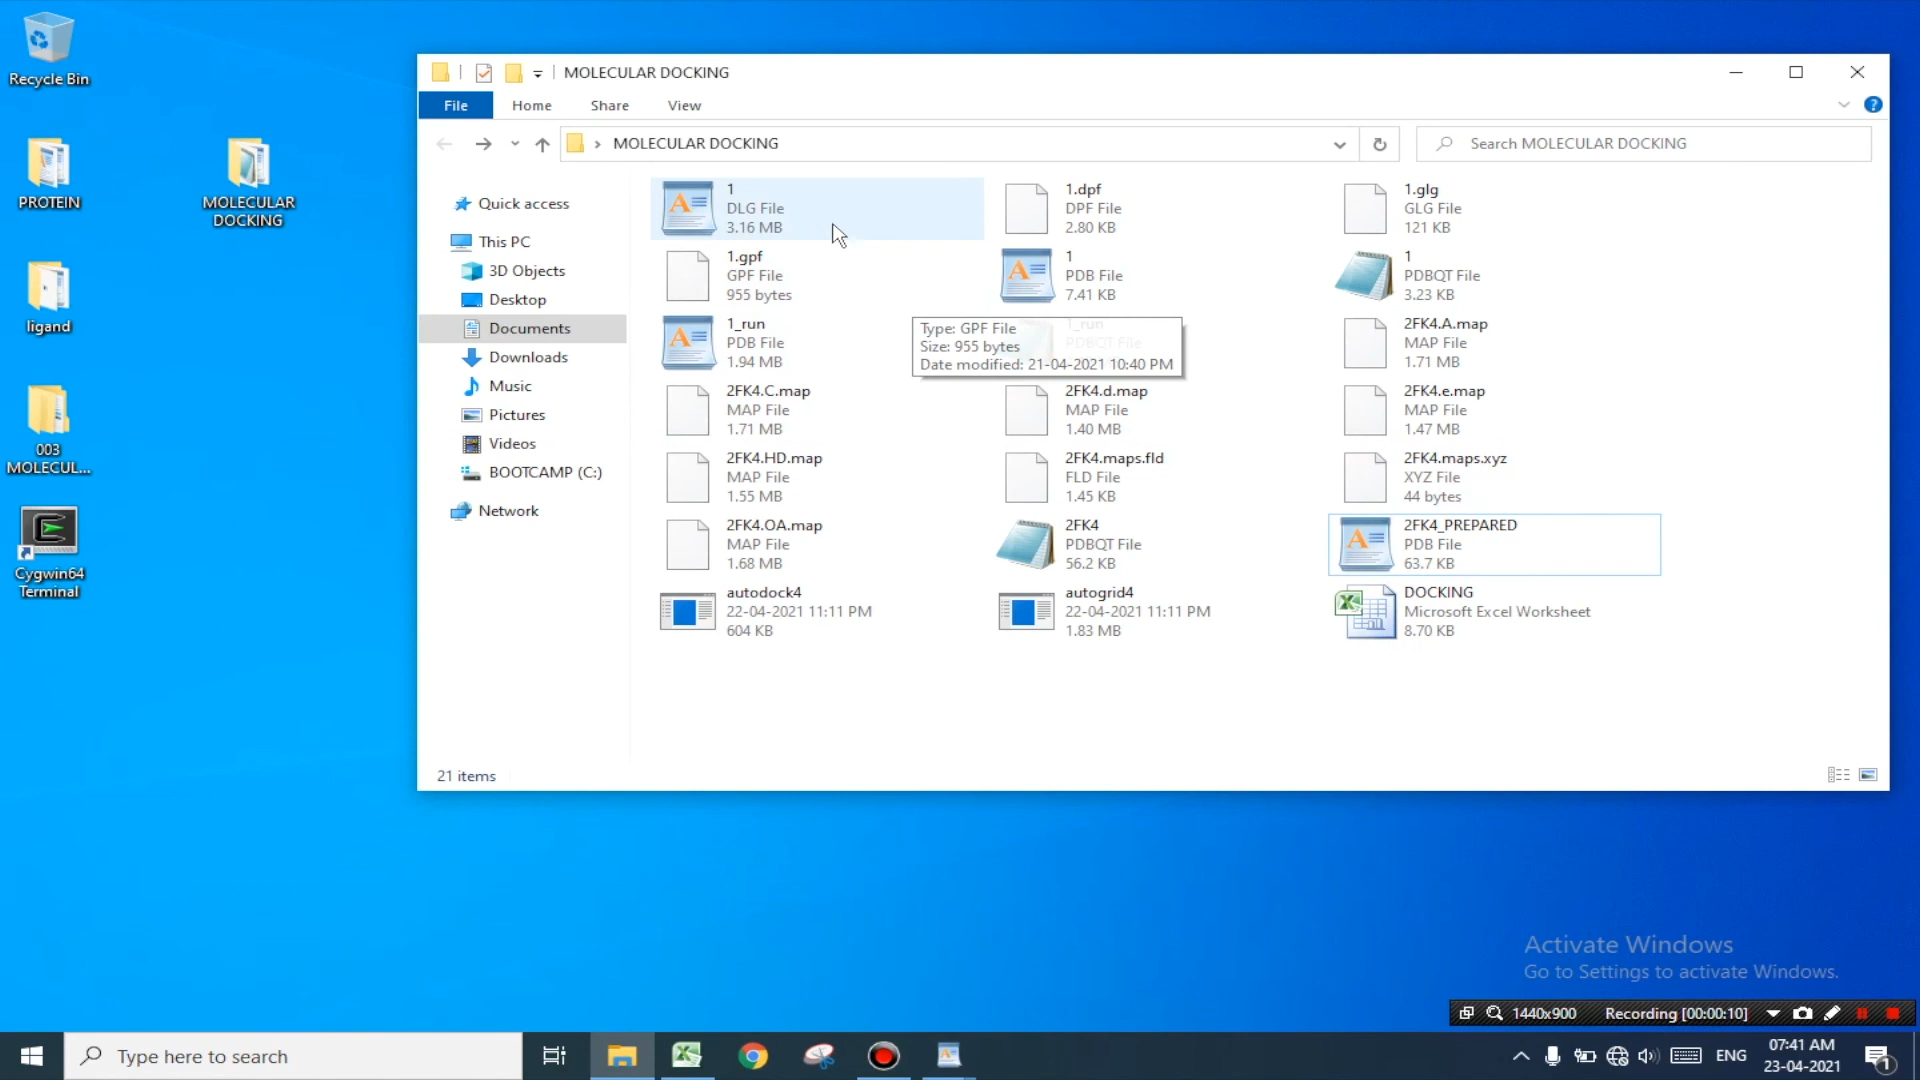 Recycle Bin
PROTEIN
MOLECULAR
DOCKING
ligand
003
MOLECUL...
Cygwin64
Terminal
MOLECULAR DOCKING
File Home Share View
MOLECULAR DOCKING
Search MOLECULAR DOCKING
Quick access
This PC
3D Objects
Desktop
Documents
Downloads
Music
Pictures
Videos
BOOTCAMP (C:)
Network
1
DLG File
3.16 MB
1.dpf
DPF File
2.80 KB
1.glg
GLG File
121 KB
1.gpf
GPF File
955 bytes
1
PDB File
7.41 KB
1
PDBQT File
3.23 KB
1_run
PDB File
1.94 MB
1_run
PDBQT File
Type: GPF File
Size: 955 bytes
Date modified: 21-04-2021 10:40 PM
2FK4.A.map
MAP File
1.71 MB
2FK4.C.map
MAP File
1.71 MB
2FK4.d.map
MAP File
1.40 MB
2FK4.e.map
MAP File
1.47 MB
2FK4.HD.map
MAP File
1.55 MB
2FK4.maps.fld
FLD File
1.45 KB
2FK4.maps.xyz
XYZ File
44 bytes
2FK4.OA.map
MAP File
1.68 MB
2FK4
PDBQT File
56.2 KB
2FK4_PREPARED
PDB File
63.7 KB
autodock4
22-04-2021 11:11 PM
604 KB
autogrid4
22-04-2021 11:11 PM
1.83 MB
DOCKING
Microsoft Excel Worksheet
8.70 KB
21 items
Activate Windows
Go to Settings to activate Windows.
1440x900 Recording [00:00:10]
Type here to search
ENG
07:41 AM
23-04-2021
1